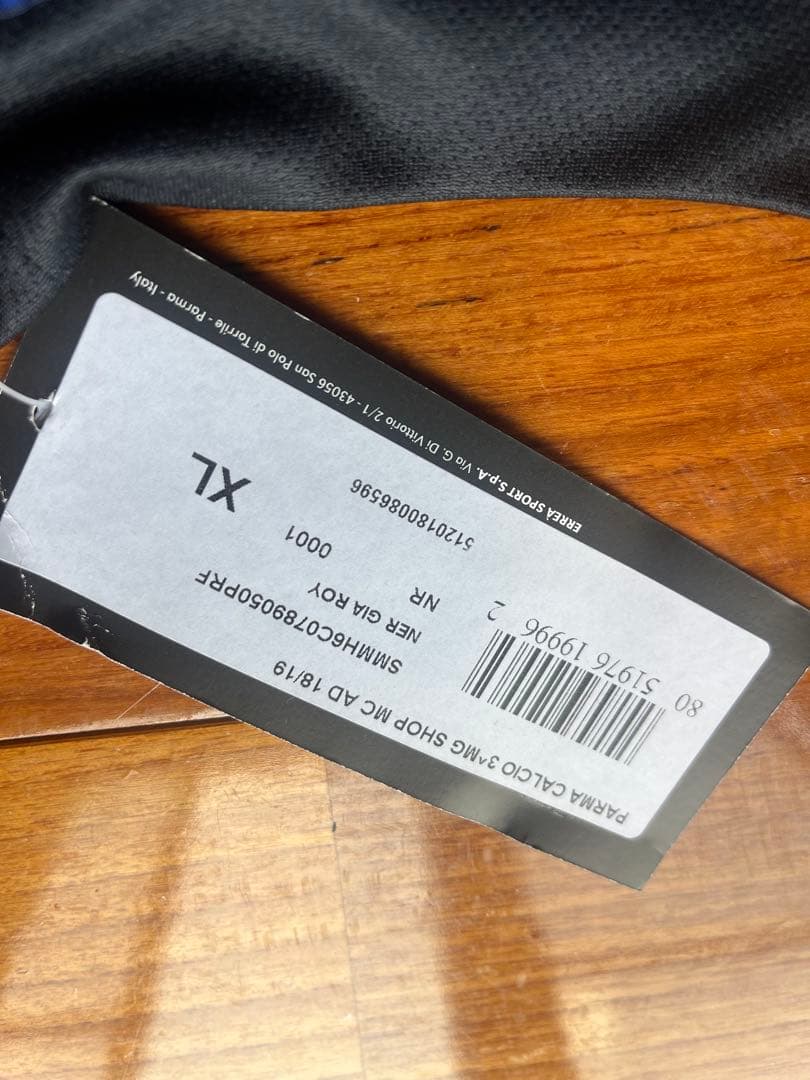 PARMA CALCIO 3^MG SHOP MC AD 18/19
SMMH6C0789050PRF
NER GIA ROY
NR
0001
XL
80 51976 19996 2
5120180086596
ERREÀ SPORT S.p.A. Via G. Di Vittorio 2/1 - 43056 San Polo di Torrile - Parma - Italy